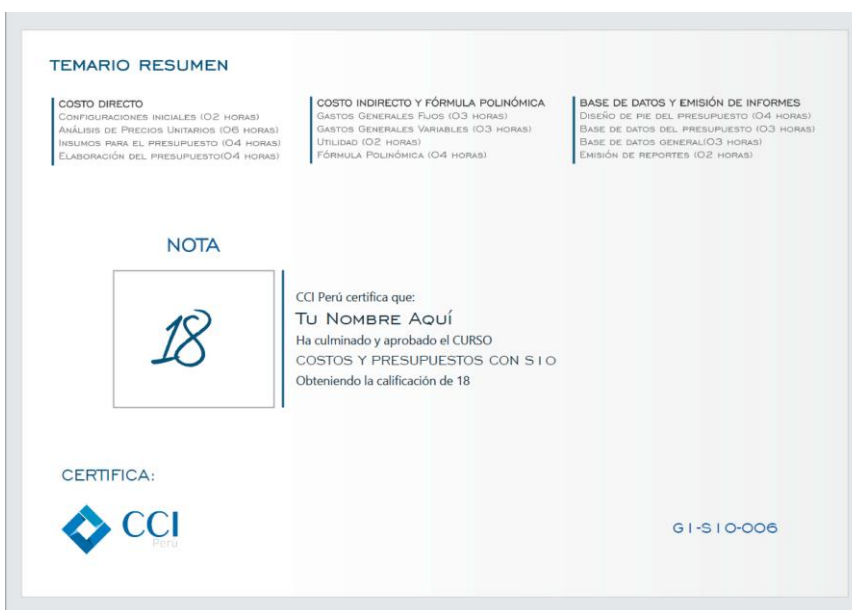 TEMARIO RESUMEN
COSTO DIRECTO
CONFIGURACIONES INICIALES (02 HORAS)
ANÁLISIS DE PRECIOS UNITARIOS (06 HORAS)
INSUMOS PARA EL PRESUPUESTO (04 HORAS)
ELABORACIÓN DEL PRESUPUESTO(04 HORAS)
COSTO INDIRECTO Y FÓRMULA POLINÓMICA
GASTOS GENERALES FIJOS (03 HORAS)
GASTOS GENERALES VARIABLES (03 HORAS)
UTILIDAD (02 HORAS)
FÓRMULA POLINÓMICA (04 HORAS)
BASE DE DATOS Y EMISIÓN DE INFORMES
DISEÑO DE PIE DEL PRESUPUESTO (04 HORAS)
BASE DE DATOS DEL PRESUPUESTO (03 HORAS)
BASE DE DATOS GENERAL(03 HORAS)
EMISIÓN DE REPORTES (02 HORAS)
NOTA
18
CCI Perú certifica que:
TU NOMBRE AQUÍ
Ha culminado y aprobado el CURSO
COSTOS Y PRESUPUESTOS CON S10
Obteniendo la calificación de 18
CERTIFICA:
CCI
Perú
G1-S10-006